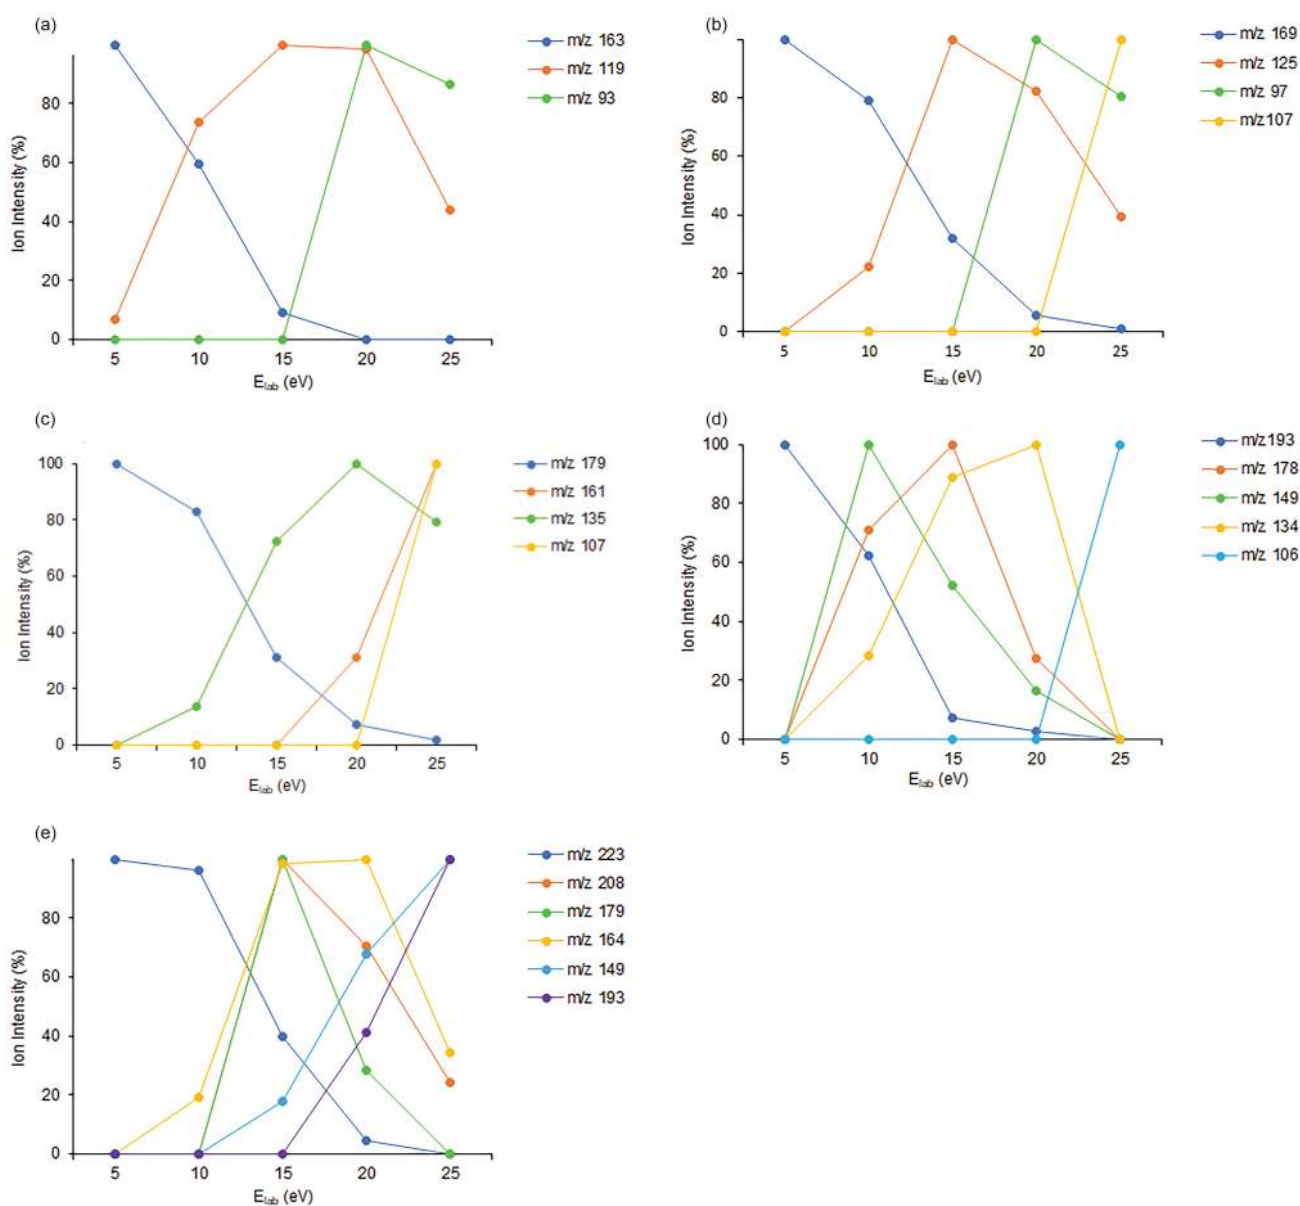 (a)
m/z 163
m/z 119
m/z 93
80
60
40
20
0
Ion Intensity (%)
5 10 15 20 25
Elab (eV)
(b)
m/z 169
m/z 125
m/z 97
m/z107
100
80
60
40
20
0
Ion Intensity (%)
5 10 15 20 25
Elab (eV)
(c)
m/z 179
m/z 161
m/z 135
m/z 107
100
80
60
40
20
0
Ion Intensity (%)
5 10 15 20 25
Elab (eV)
(d)
m/z193
m/z 178
m/z 149
m/z 134
m/z 106
100
80
60
40
20
0
Ion Intensity (%)
5 10 15 20 25
Elab (eV)
(e)
m/z 223
m/z 208
m/z 179
m/z 164
m/z 149
m/z 193
80
60
40
20
0
Ion Intensity (%)
5 10 15 20 25
Elab (eV)